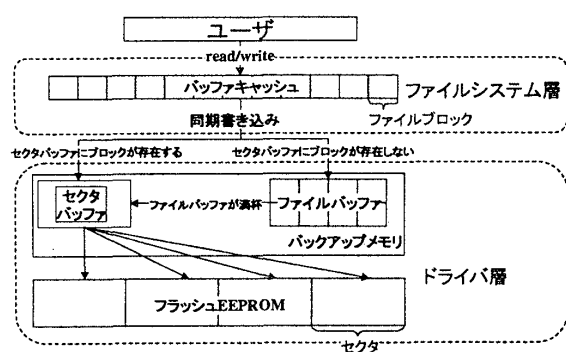 ユーザ
read/write
バッファキャッシュ
ファイルシステム層
同期書き込み
ファイルブロック
セクタバッファにブロックが存在する
セクタバッファにブロックが存在しない
セクタ
バッファ
ファイルバッファが満杯
ファイルバッファ
バックアップメモリ
ドライバ層
フラッシュEEPROM
セクタ